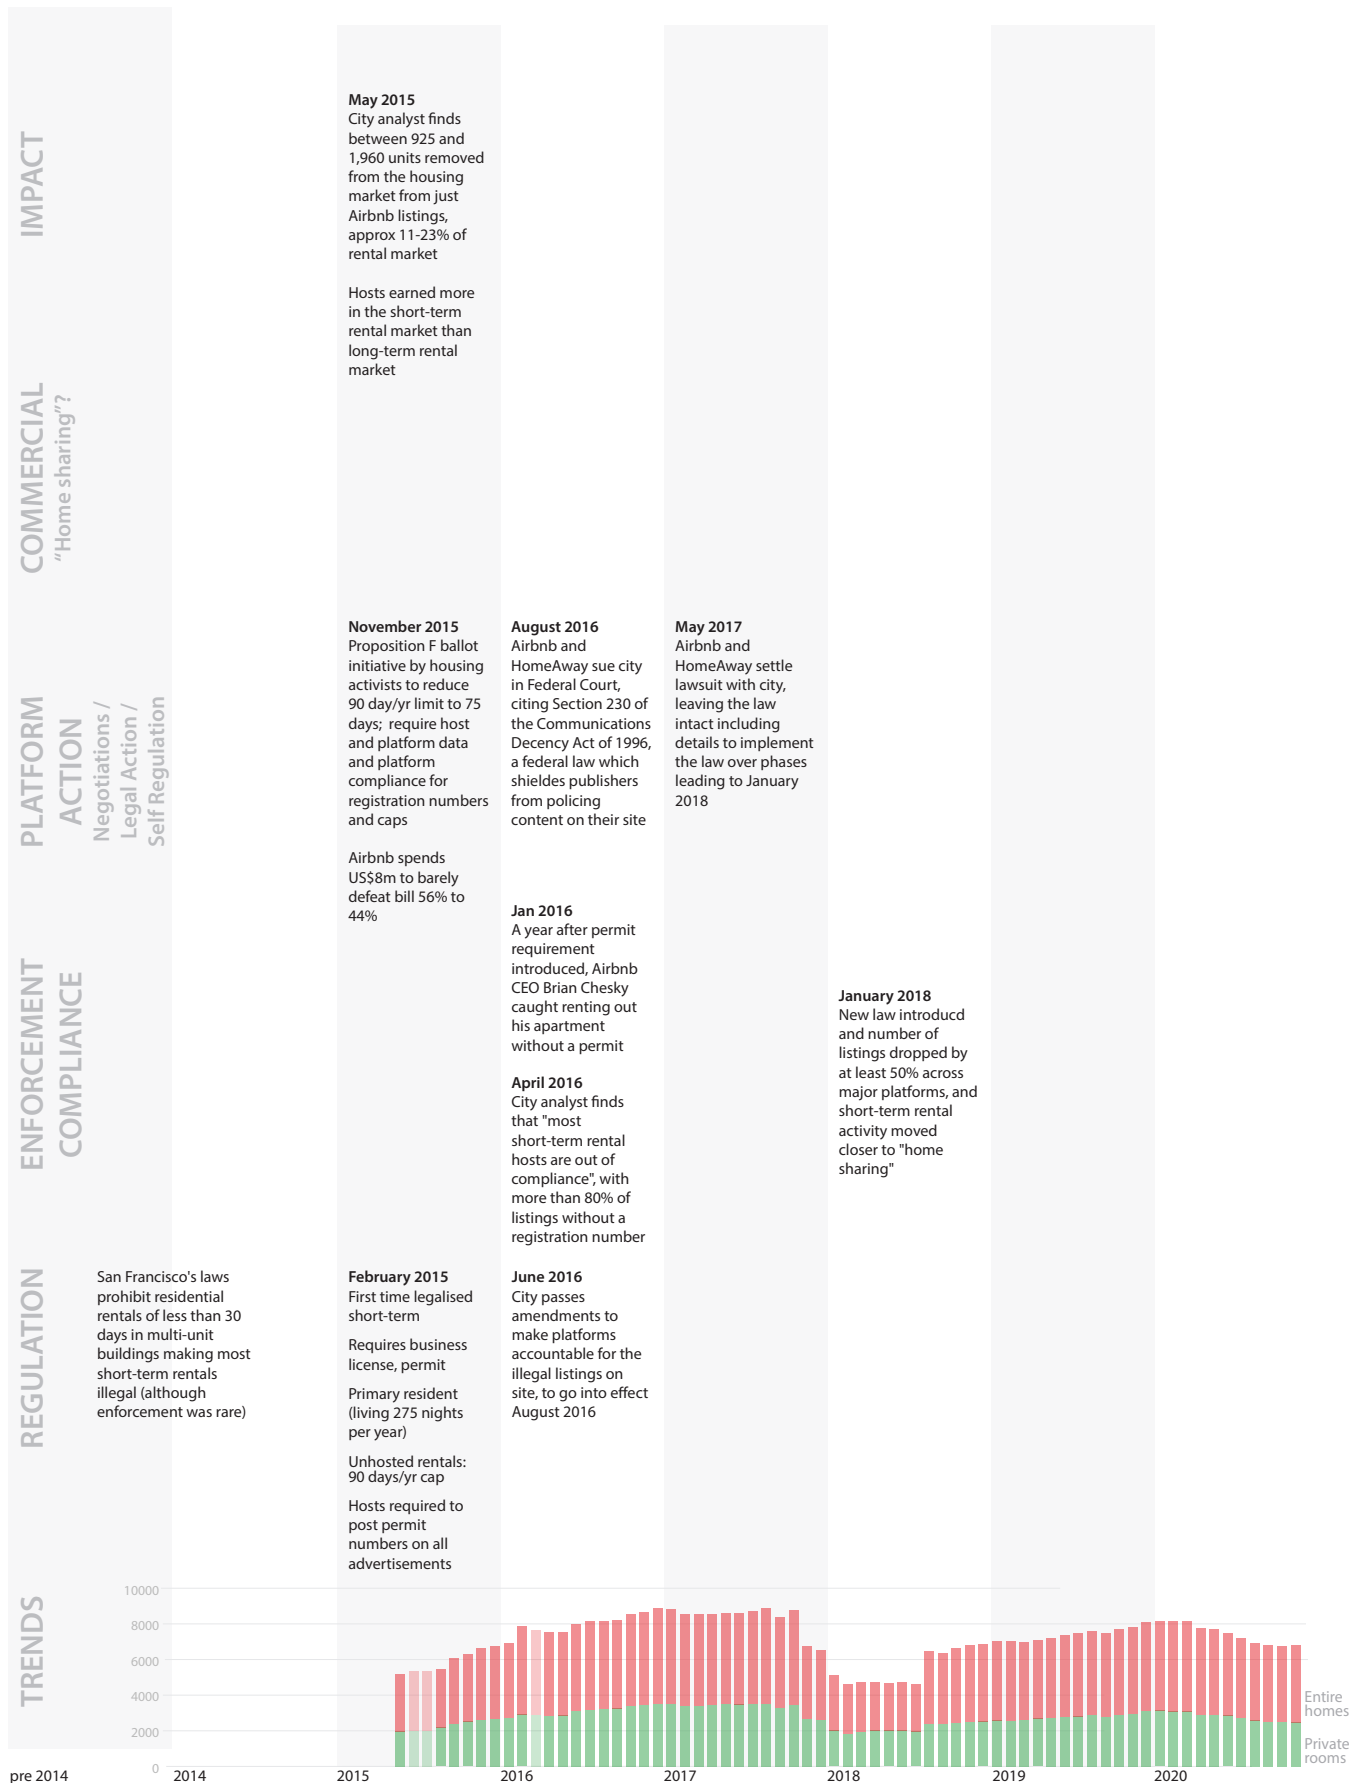 IMPACT
May 2015
City analyst finds
between 925 and
1,960 units removed
from the housing
market from just
Airbnb listings,
approx 11-23% of
rental market
Hosts earned more
in the short-term
rental market than
long-term rental
market
COMMERCIAL
"Home sharing"?
PLATFORM
ACTION
Negotiations /
Legal Action /
Self Regulation
November 2015
Proposition F ballot
initiative by housing
activists to reduce
90 day/yr limit to 75
days; require host
and platform data
and platform
compliance for
registration numbers
and caps
Airbnb spends
US$8m to barely
defeat bill 56% to
44%
August 2016
Airbnb and
HomeAway sue city
in Federal Court,
citing Section 230 of
the Communications
Decency Act of 1996,
a federal law which
shieldes publishers
from policing
content on their site
May 2017
Airbnb and
HomeAway settle
lawsuit with city,
leaving the law
intact including
details to implement
the law over phases
leading to January
2018
ENFORCEMENT
COMPLIANCE
Jan 2016
A year after permit
requirement
introduced, Airbnb
CEO Brian Chesky
caught renting out
his apartment
without a permit
April 2016
City analyst finds
that "most
short-term rental
hosts are out of
compliance", with
more than 80% of
listings without a
registration number
January 2018
New law introducd
and number of
listings dropped by
at least 50% across
major platforms, and
short-term rental
activity moved
closer to "home
sharing"
REGULATION
San Francisco's laws
prohibit residential
rentals of less than 30
days in multi-unit
buildings making most
short-term rentals
illegal (although
enforcement was rare)
February 2015
First time legalised
short-term
Requires business
license, permit
Primary resident
(living 275 nights
per year)
Unhosted rentals:
90 days/yr cap
Hosts required to
post permit
numbers on all
advertisements
June 2016
City passes
amendments to
make platforms
accountable for the
illegal listings on
site, to go into effect
August 2016
TRENDS
10000
8000
6000
4000
2000
0
Entire
homes
Private
rooms
pre 2014
2014
2015
2016
2017
2018
2019
2020